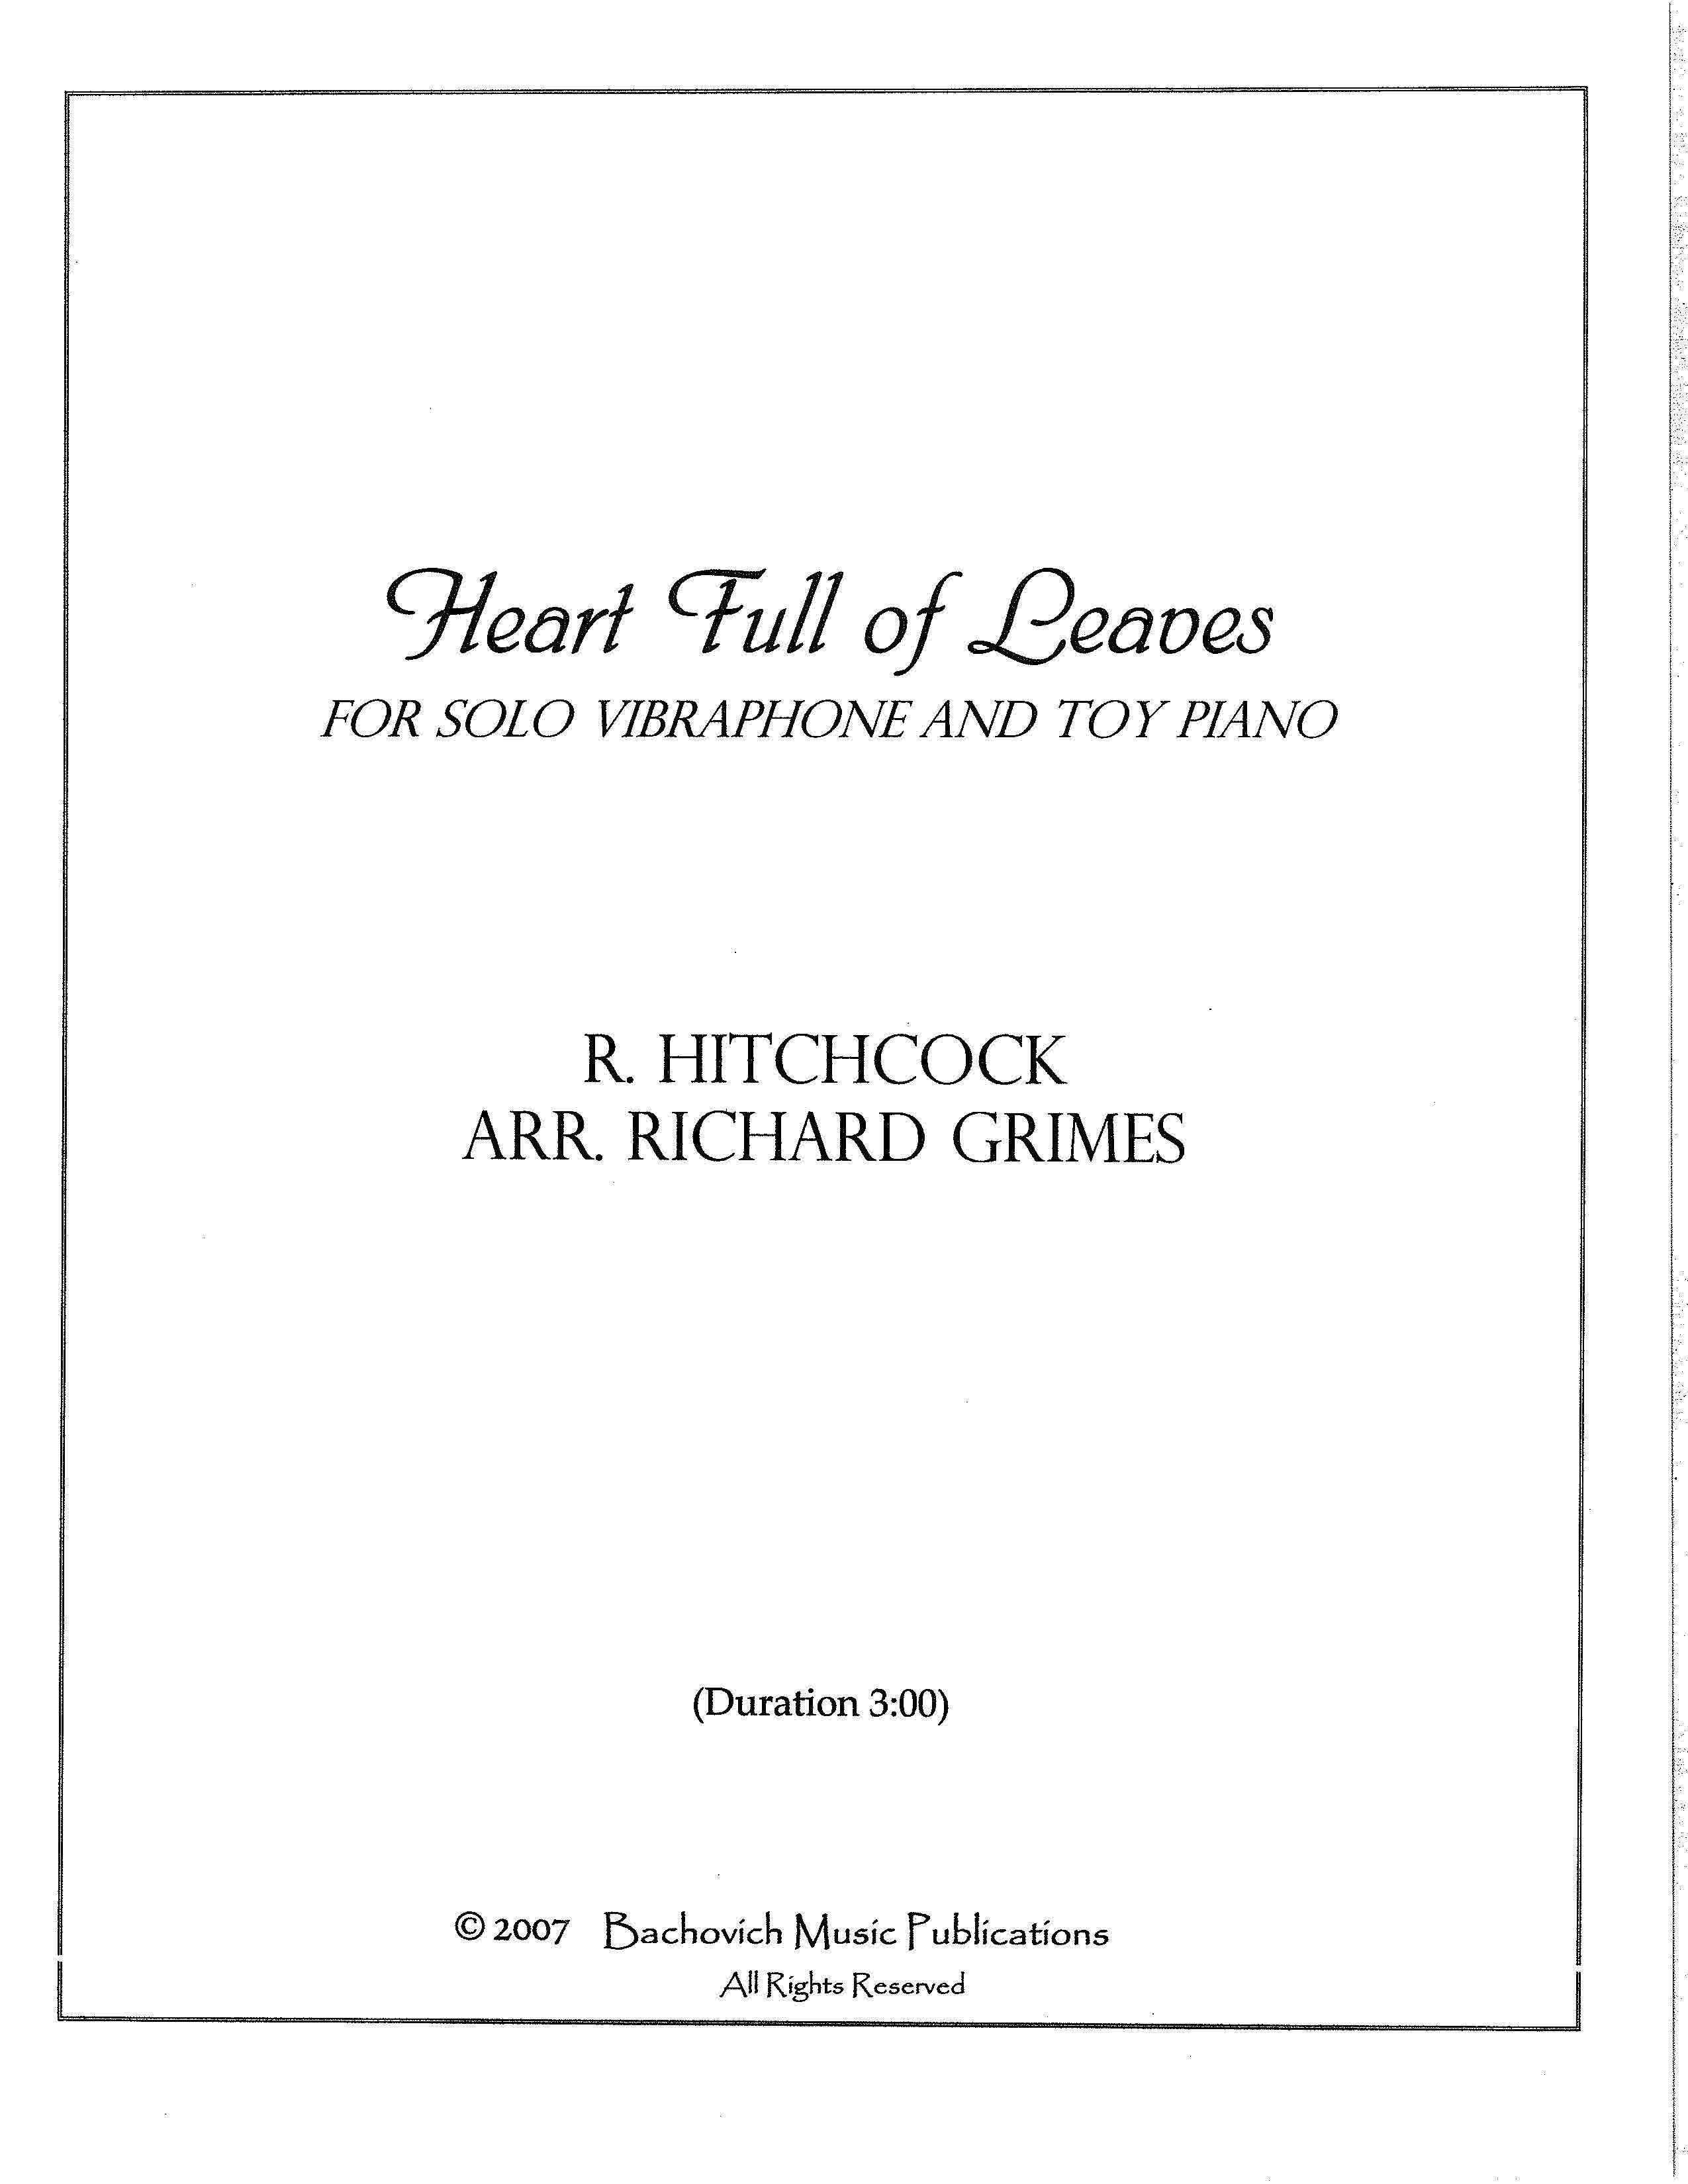 Heart Full of Leaves
FOR SOLO VIBRAPHONE AND TOY PIANO
R. HITCHCOCK
ARR. RICHARD GRIMES
(Duration 3:00)
© 2007 Bachovich Music Publications
All Rights Reserved